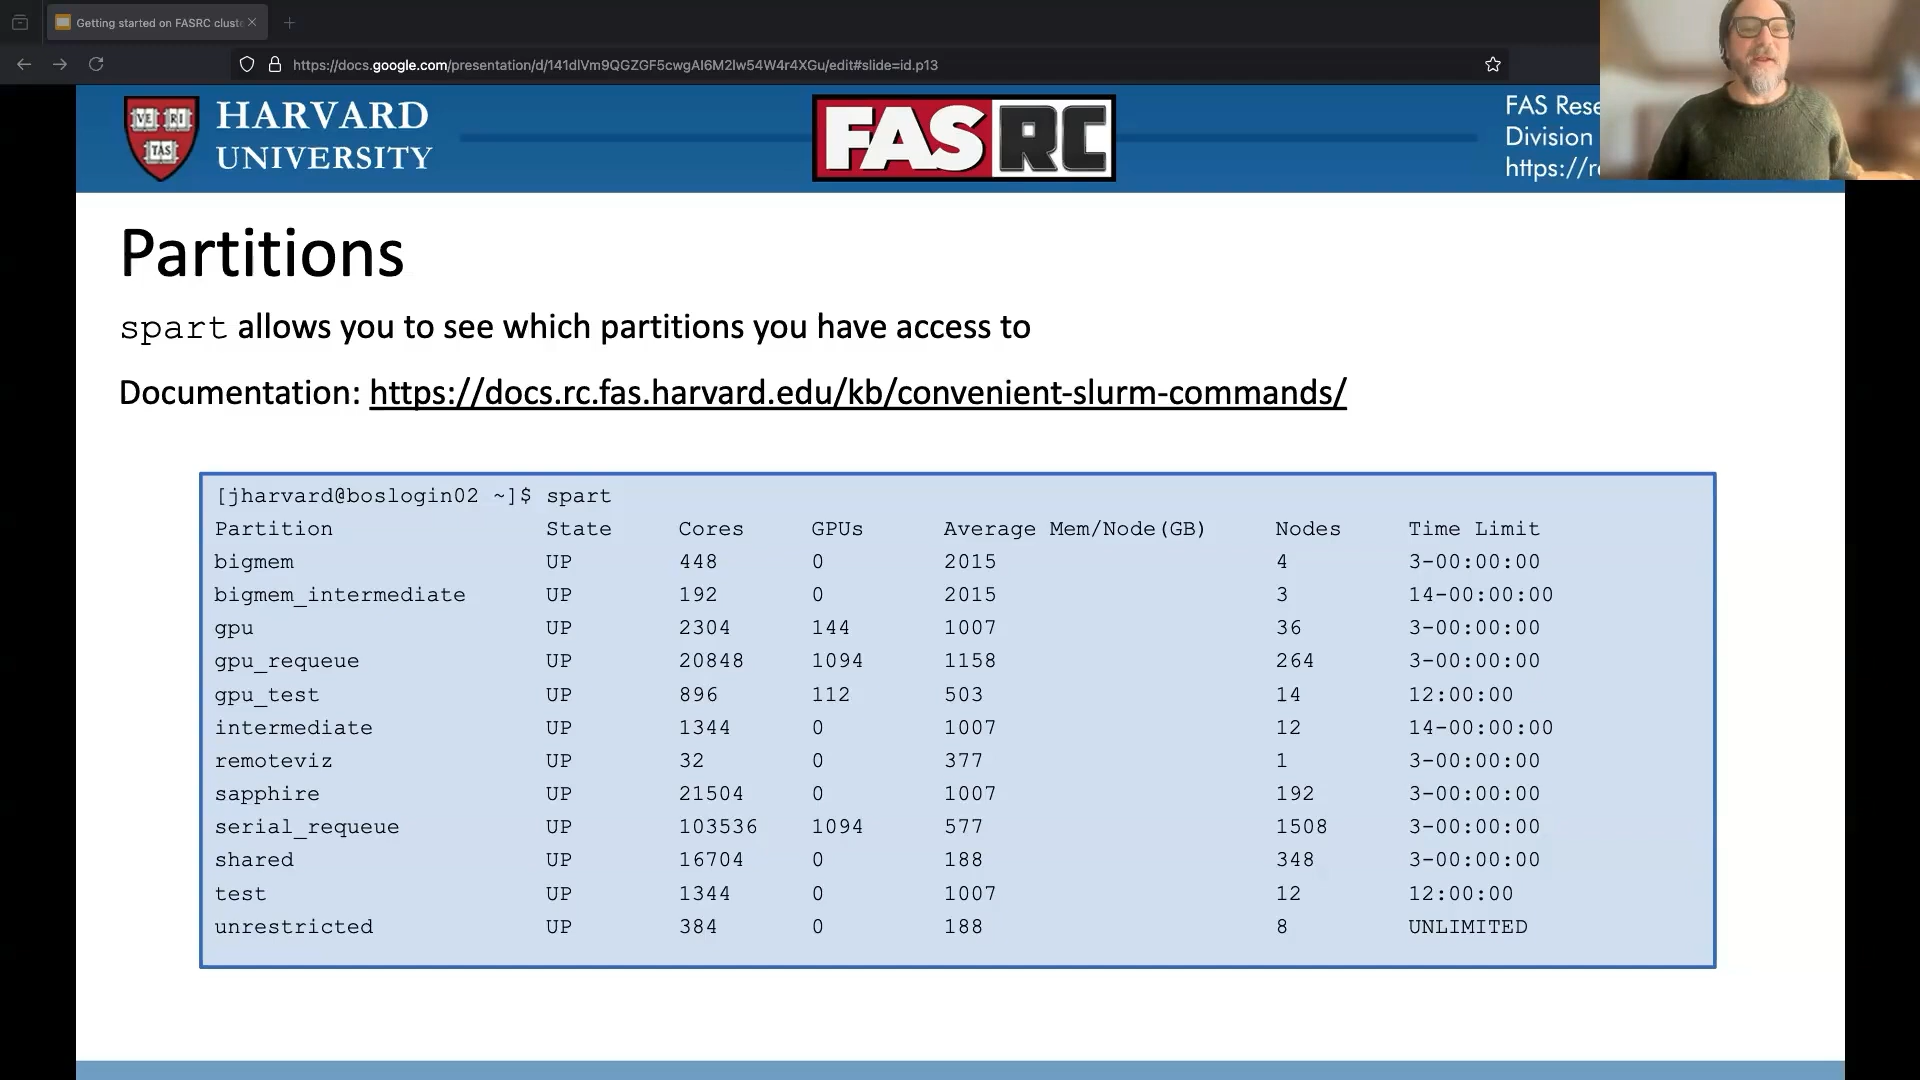 Getting started on FASRC clust
https://docs.google.com/presentation/d/141dlVm9QGZGF5cwgAI6M2Iw54W4r4XGu/edit#slide=id.p13
VE RI TAS
HARVARD
UNIVERSITY
FASRC
FAS Rese
Division
https://r
Partitions
spart allows you to see which partitions you have access to
Documentation: https://docs.rc.fas.harvard.edu/kb/convenient-slurm-commands/
[jharvard@boslogin02 ~]$ spart
Partition State Cores GPUs Average Mem/Node(GB) Nodes Time Limit
bigmem UP 448 0 2015 4 3-00:00:00
bigmem_intermediate UP 192 0 2015 3 14-00:00:00
gpu UP 2304 144 1007 36 3-00:00:00
gpu_requeue UP 20848 1094 1158 264 3-00:00:00
gpu_test UP 896 112 503 14 12:00:00
intermediate UP 1344 0 1007 12 14-00:00:00
remoteviz UP 32 0 377 1 3-00:00:00
sapphire UP 21504 0 1007 192 3-00:00:00
serial_requeue UP 103536 1094 577 1508 3-00:00:00
shared UP 16704 0 188 348 3-00:00:00
test UP 1344 0 1007 12 12:00:00
unrestricted UP 384 0 188 8 UNLIMITED